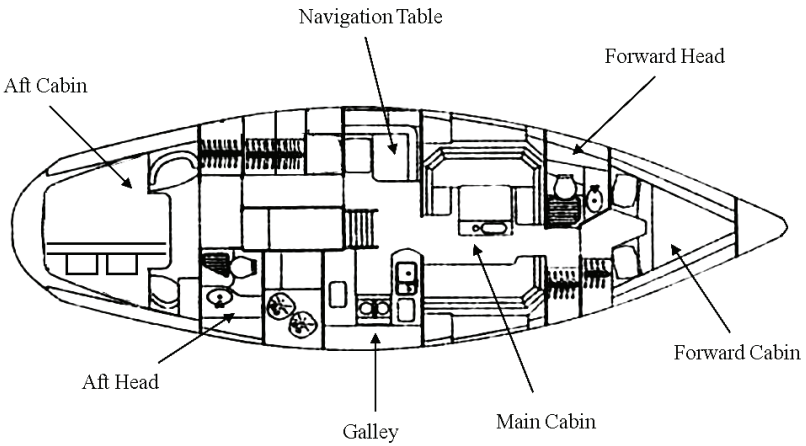 Navigation Table
Forward Head
Aft Cabin
Forward Cabin
Aft Head
Main Cabin
Galley